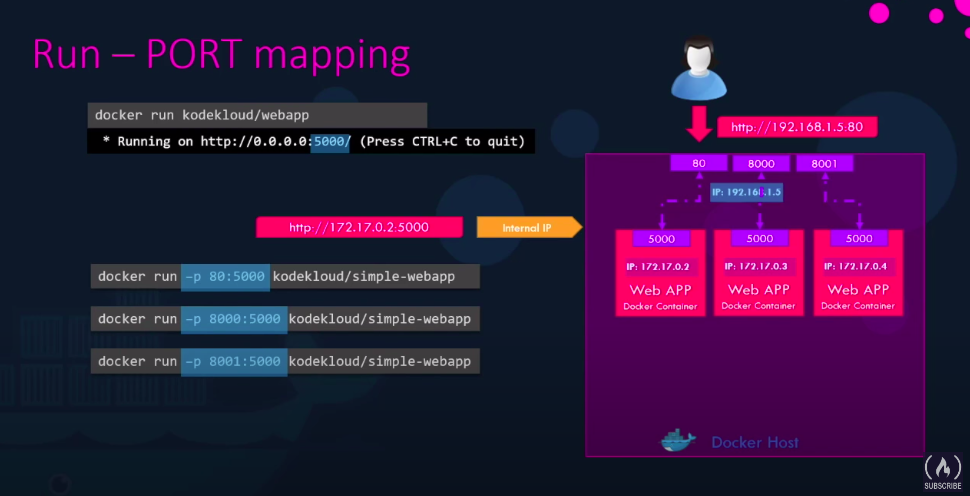 Run – PORT mapping
docker run kodekloud/webapp
* Running on http://0.0.0.0:5000/ (Press CTRL+C to quit)
http://192.168.1.5:80
80 8000 8001
IP: 192.168.1.5
http://172.17.0.2:5000
Internal IP
5000 5000 5000
IP: 172.17.0.2 IP: 172.17.0.3 IP: 172.17.0.4
Web APP Web APP Web APP
Docker Container Docker Container Docker Container
docker run -p 80:5000 kodekloud/simple-webapp
docker run -p 8000:5000 kodekloud/simple-webapp
docker run -p 8001:5000 kodekloud/simple-webapp
Docker Host
SUBSCRIBE